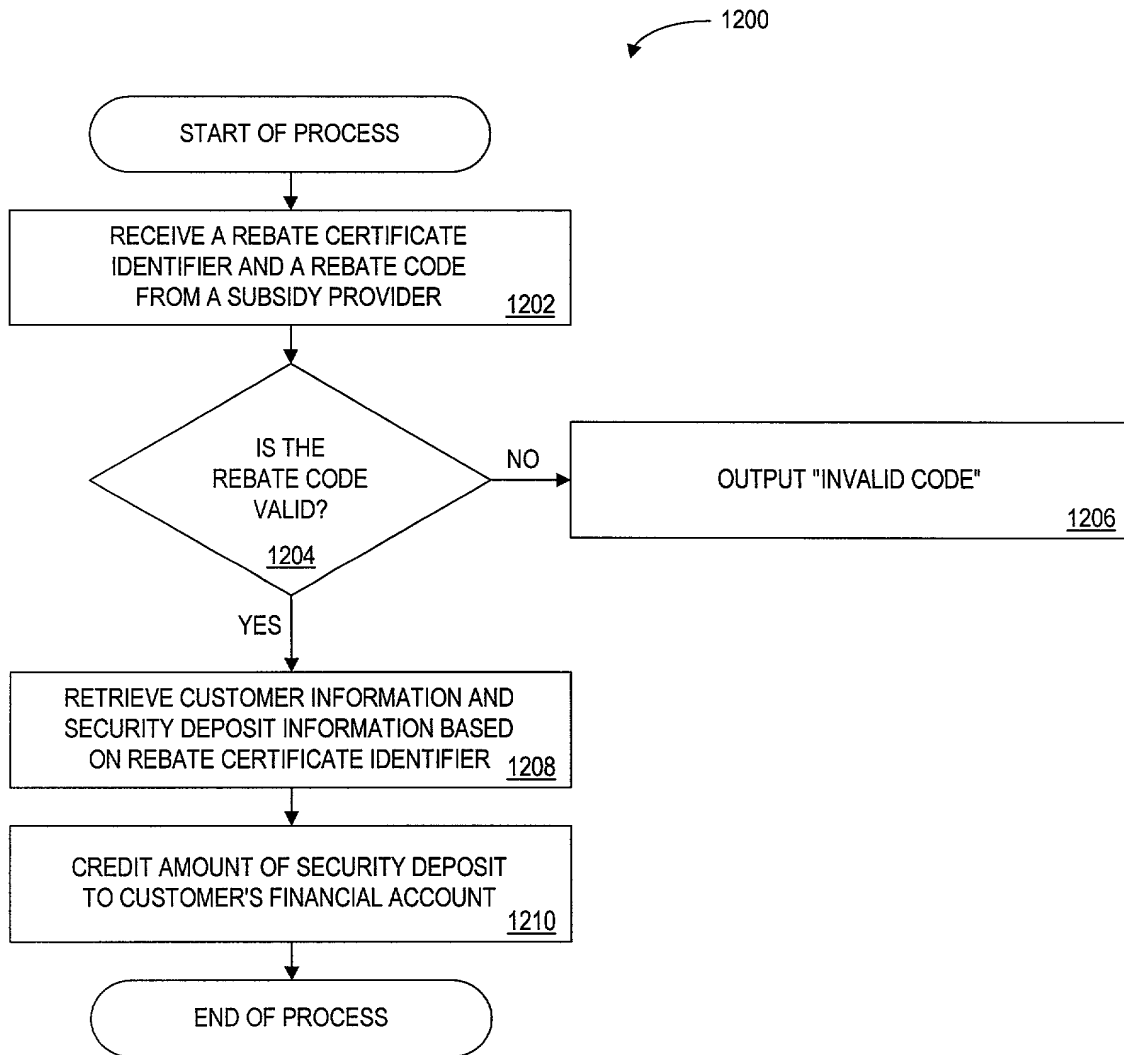 1200
START OF PROCESS
RECEIVE A REBATE CERTIFICATE
IDENTIFIER AND A REBATE CODE
FROM A SUBSIDY PROVIDER
1202
IS THE
REBATE CODE
VALID?
1204
NO
OUTPUT "INVALID CODE"
1206
YES
RETRIEVE CUSTOMER INFORMATION AND
SECURITY DEPOSIT INFORMATION BASED
ON REBATE CERTIFICATE IDENTIFIER
1208
CREDIT AMOUNT OF SECURITY DEPOSIT
TO CUSTOMER'S FINANCIAL ACCOUNT
1210
END OF PROCESS